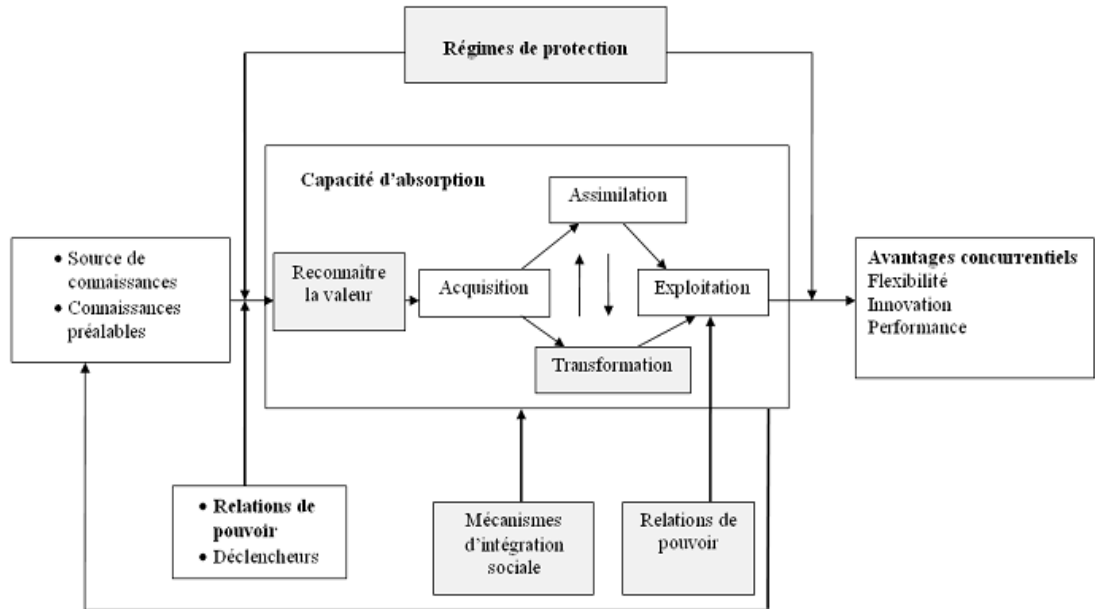 Régimes de protection
Capacité d'absorption
Assimilation
• Source de
connaissances
• Connaissances
préalables
Reconnaître
la valeur
Acquisition
Exploitation
Transformation
Avantages concurrentiels
Flexibilité
Innovation
Performance
• Relations de
pouvoir
• Déclencheurs
Mécanismes
d'intégration
sociale
Relations de
pouvoir